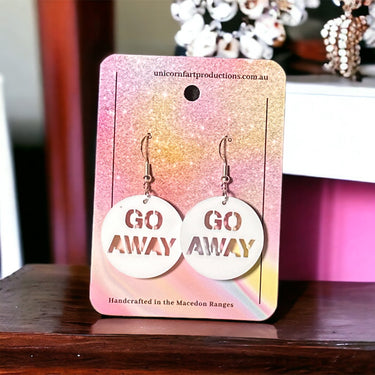 unicornfartproductions.com.au
GO
AWAY
GO
AWAY
Handcrafted in the Macedon Ranges